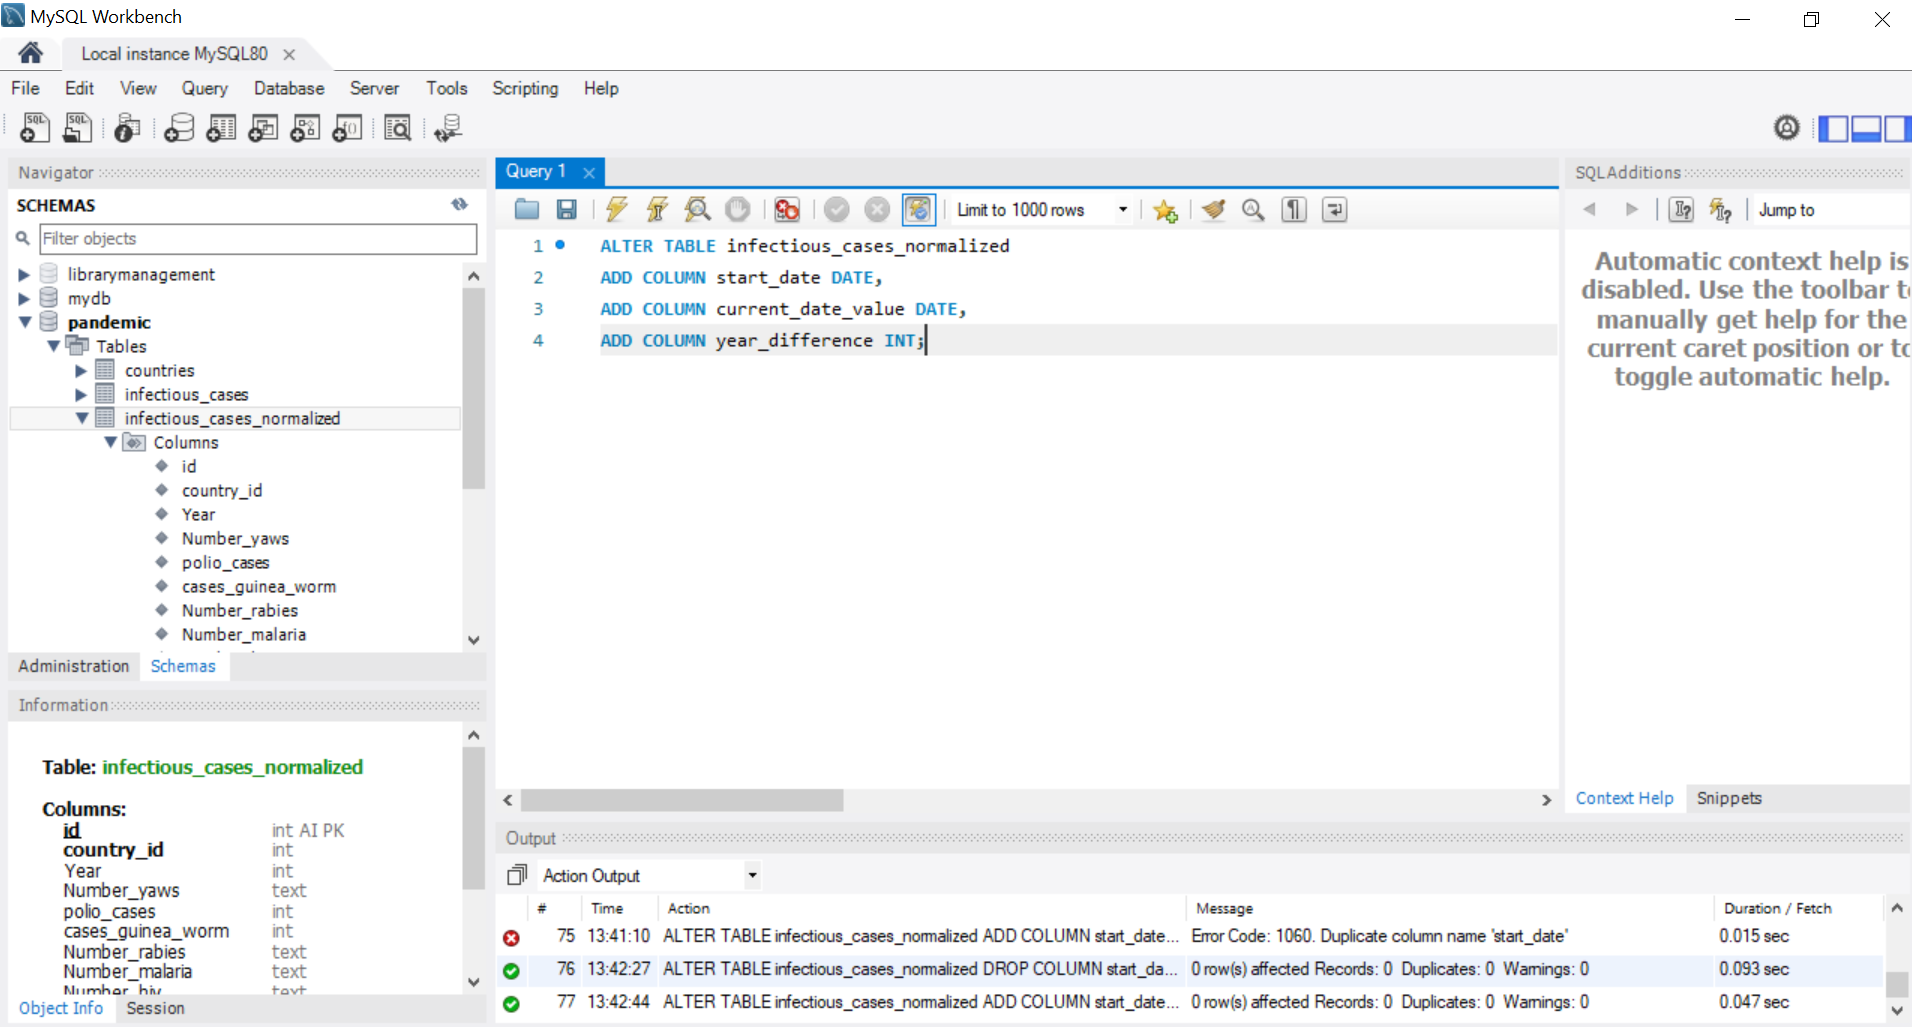 MySQL Workbench
Local instance MySQL80
File Edit View Query Database Server Tools Scripting Help
Navigator
SCHEMAS
Filter objects
librarymanagement
mydb
pandemic
Tables
countries
infectious_cases
infectious_cases_normalized
Columns
id
country_id
Year
Number_yaws
polio_cases
cases_guinea_worm
Number_rabies
Number_malaria
Administration Schemas
Information
Table: infectious_cases_normalized
Columns:
id int AI PK
country_id int
Year int
Number_yaws text
polio_cases int
cases_guinea_worm int
Number_rabies text
Number_malaria text
Number_hiv text
Object Info Session
Query 1
Limit to 1000 rows
1 ALTER TABLE infectious_cases_normalized
2 ADD COLUMN start_date DATE,
3 ADD COLUMN current_date_value DATE,
4 ADD COLUMN year_difference INT;
SQLAdditions
Jump to
Automatic context help is
disabled. Use the toolbar t
manually get help for the
current caret position or to
toggle automatic help.
Context Help Snippets
Output
Action Output
# Time Action Message Duration / Fetch
75 13:41:10 ALTER TABLE infectious_cases_normalized ADD COLUMN start_date... Error Code: 1060. Duplicate column name 'start_date' 0.015 sec
76 13:42:27 ALTER TABLE infectious_cases_normalized DROP COLUMN start_da... 0 row(s) affected Records: 0 Duplicates: 0 Warnings: 0 0.093 sec
77 13:42:44 ALTER TABLE infectious_cases_normalized ADD COLUMN start_date... 0 row(s) affected Records: 0 Duplicates: 0 Warnings: 0 0.047 sec